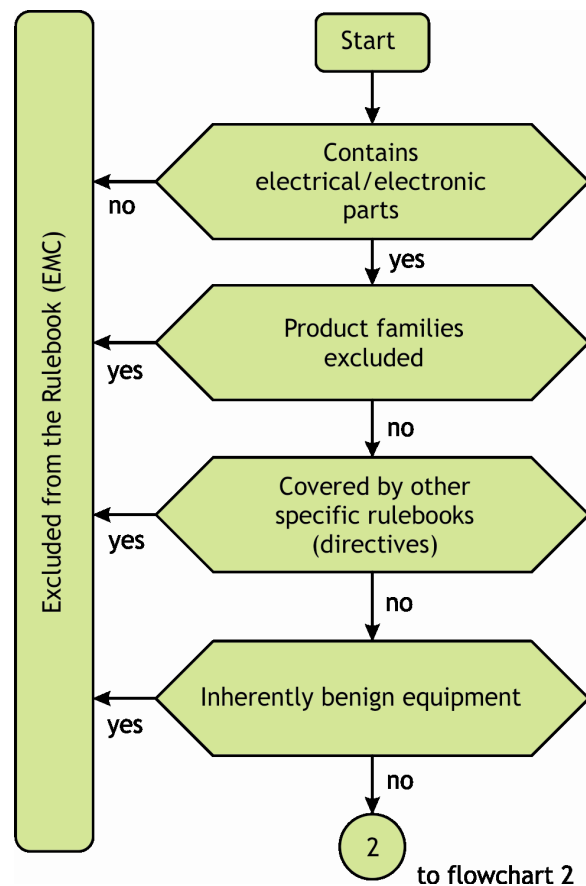 Start
Contains
electrical/electronic
parts
no
yes
Product families
excluded
yes
no
Covered by other
specific rulebooks
(directives)
yes
no
Inherently benign equipment
yes
no
2
to flowchart 2
Excluded from the Rulebook (EMC)